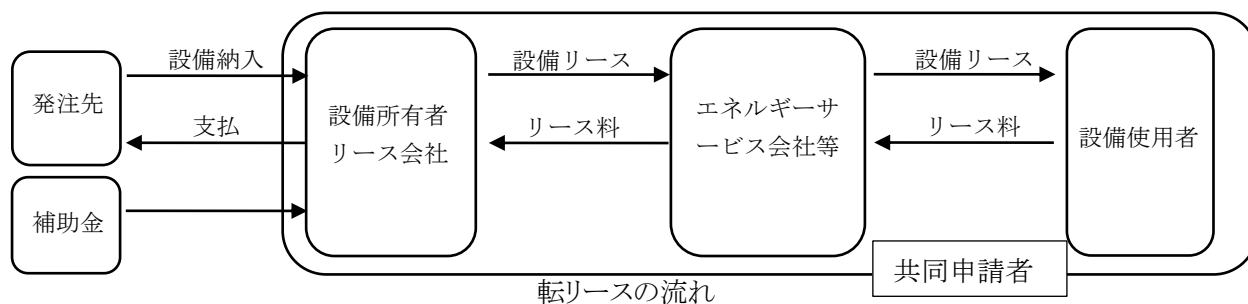 設備納入
設備リース
設備リース
発注先
設備所有者
リース会社
エネルギーサ
ービス会社等
設備使用者
支払
リース料
リース料
補助金
共同申請者
転リースの流れ